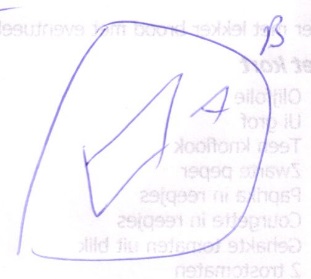 B
lekker brood met eventueel
A
Olijfolie
Ui grof
Teen knoflook
Zwarte peper
Paprika in reepjes
Courgette in reepjes
Gehakte tomaten uit blik
2 trostomaten